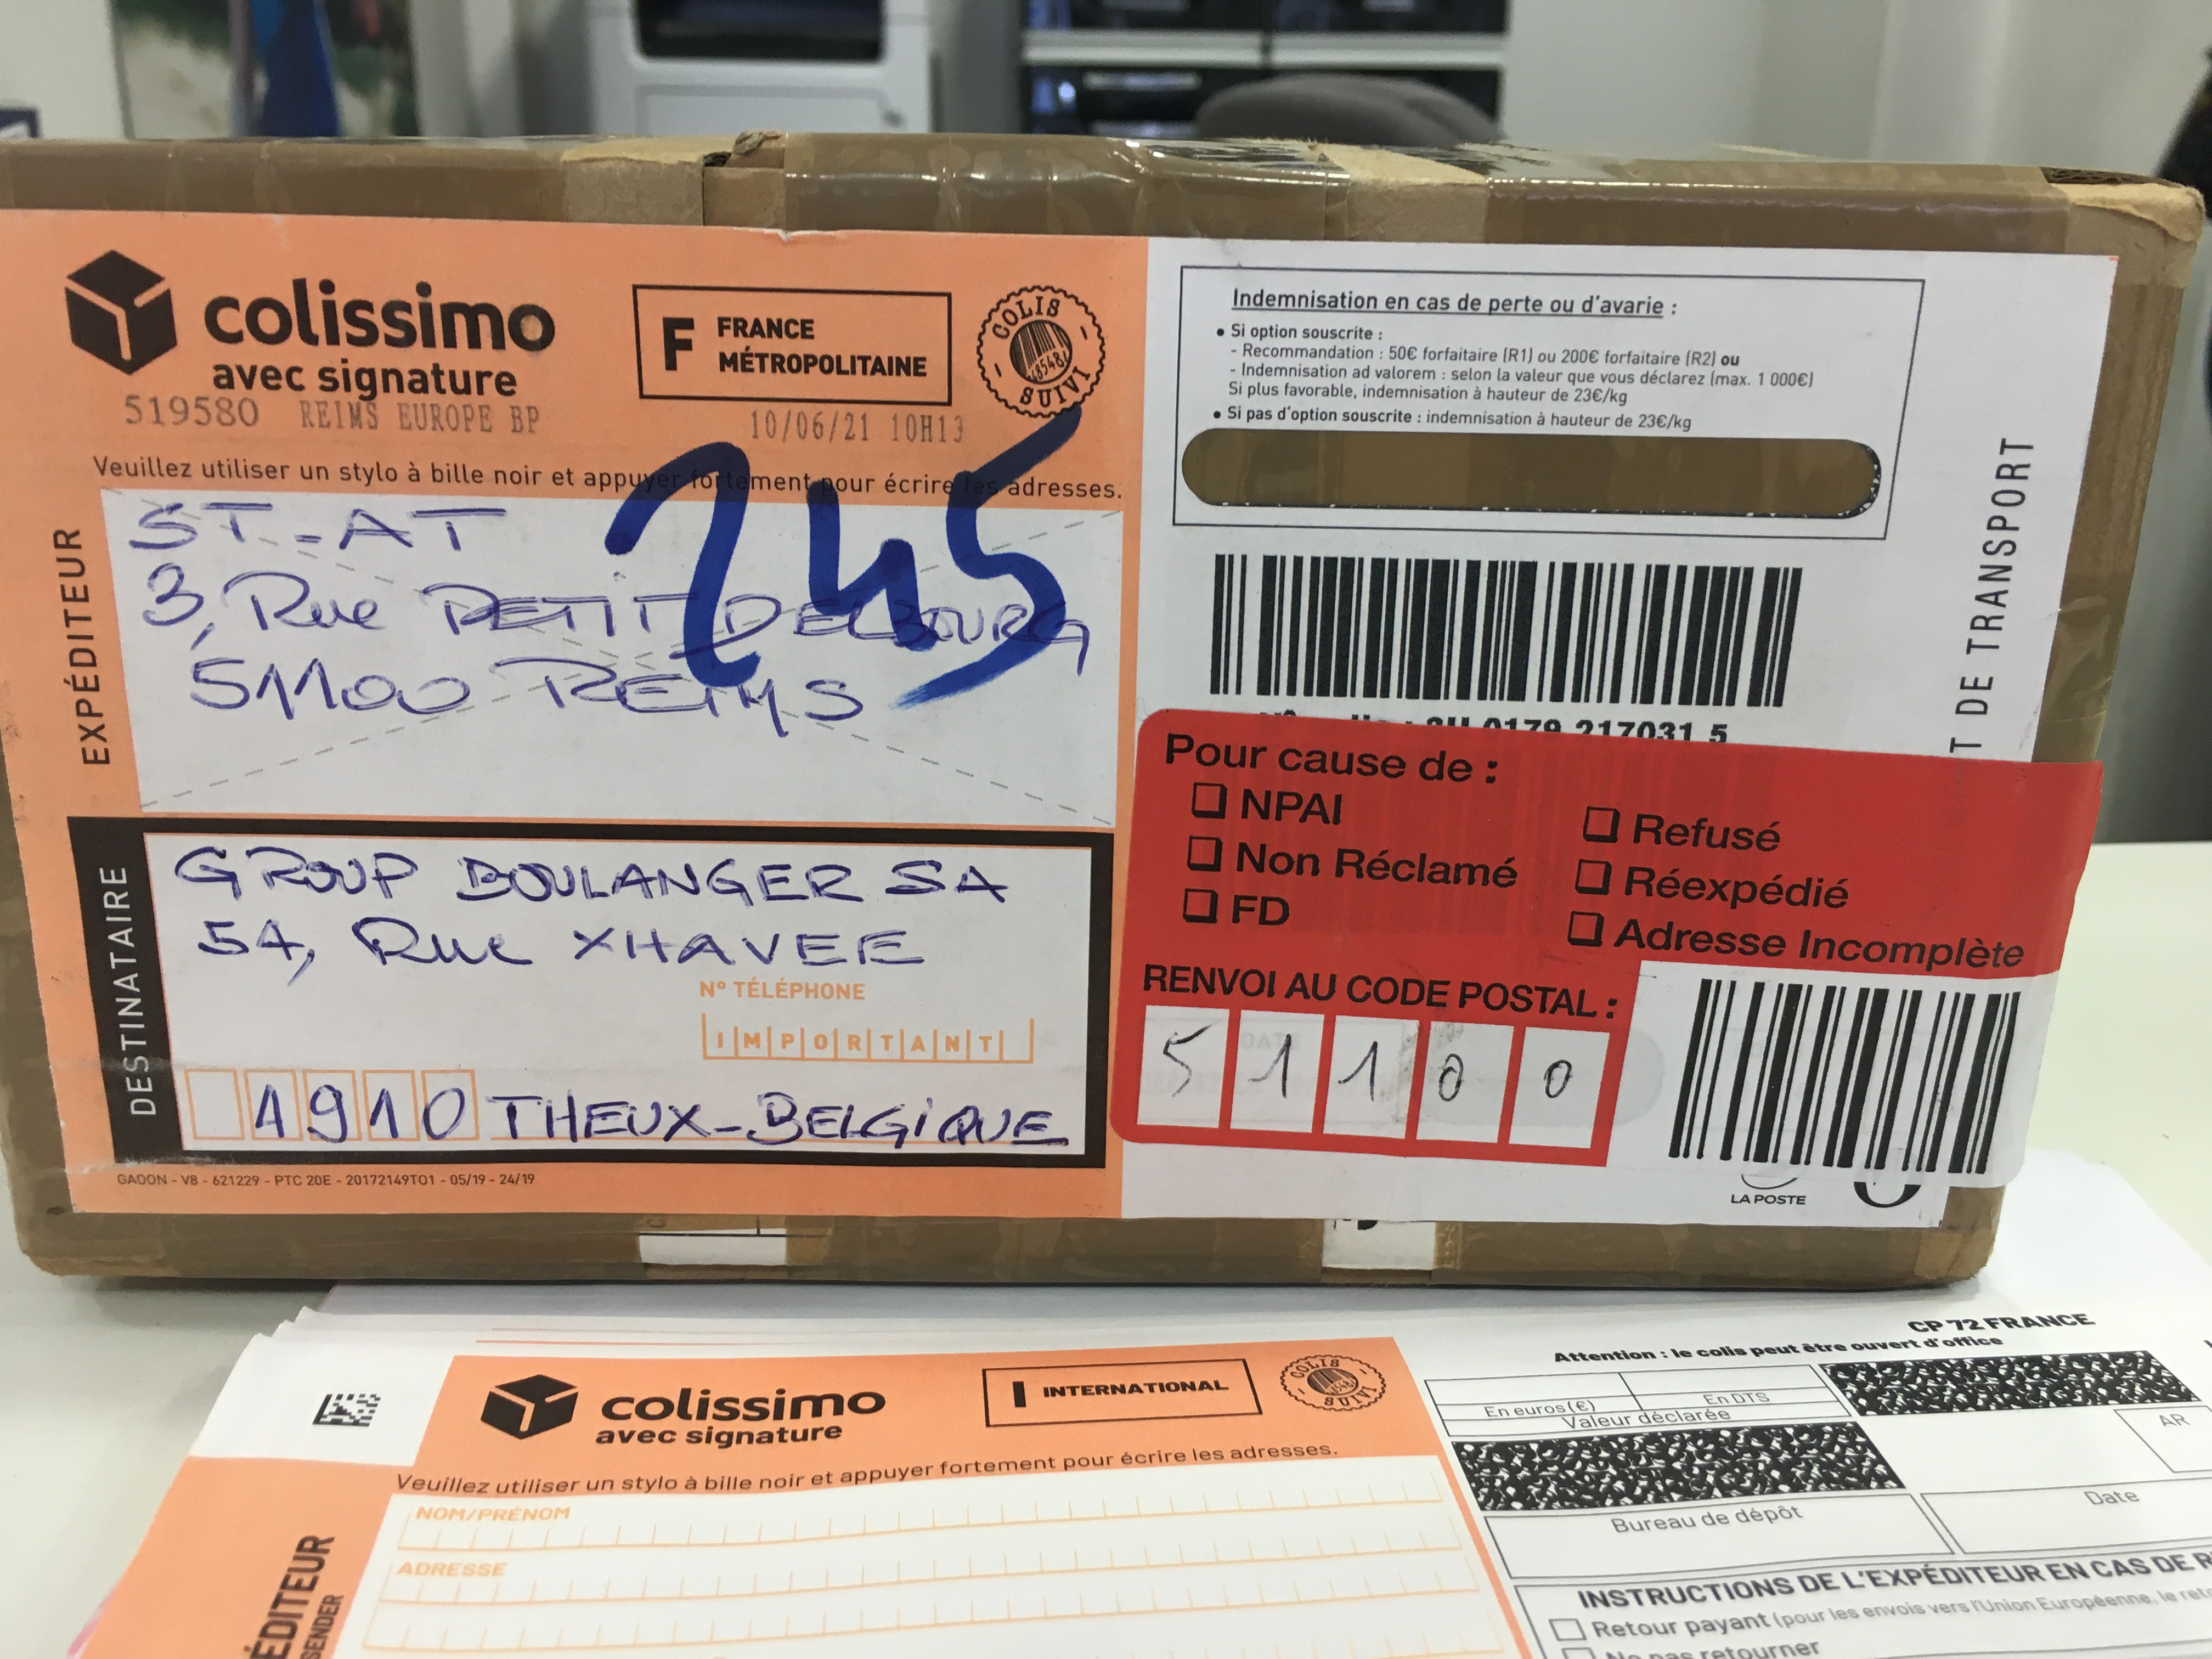 colissimo
avec signature
F FRANCE
MÉTROPOLITAINE
COLIS
SUIVI
519580 REIMS EUROPE BP
10/06/21 10H13
Veuillez utiliser un stylo à bille noir et appuyer fortement pour écrire les adresses.
245
EXPÉDITEUR
ST-AT
3, Rue PETIT DELBOURG
51100 REIMS
DESTINATAIRE
GROUP BOULANGER SA
54, Rue XHAVEE
N° TÉLÉPHONE
IMPORTANT
4910 THEUX-BELGIQUE
GAOON - V8 - 621229 - PTC 20E - 20172149T01 - 05/19 - 24/19
Indemnisation en cas de perte ou d'avarie :
• Si option souscrite :
- Recommandation : 50€ forfaitaire (R1) ou 200€ forfaitaire (R2) ou
- Indemnisation ad valorem : selon la valeur que vous déclarez (max. 1 000€)
Si plus favorable, indemnisation à hauteur de 23€/kg
• Si pas d'option souscrite : indemnisation à hauteur de 23€/kg
T DE TRANSPORT
0179 217031 5
Pour cause de :
NPAI
Non Réclamé
FD
Refusé
Réexpédié
Adresse Incomplète
RENVOI AU CODE POSTAL :
51100
LA POSTE
colissimo
avec signature
I INTERNATIONAL
COLIS
SUIVI
Veuillez utiliser un stylo à bille noir et appuyer fortement pour écrire les adresses.
NOM/PRÉNOM
ADRESSE
ÉDITEUR
SENDER
CP 72 FRANCE
Attention : le colis peut être ouvert d'office
En euros (€)
En DTS
Valeur déclarée
AR
Bureau de dépôt
Date
INSTRUCTIONS DE L'EXPÉDITEUR EN CAS DE
Retour payant (pour les envois vers l'Union Européenne, le
Ne pas retourner